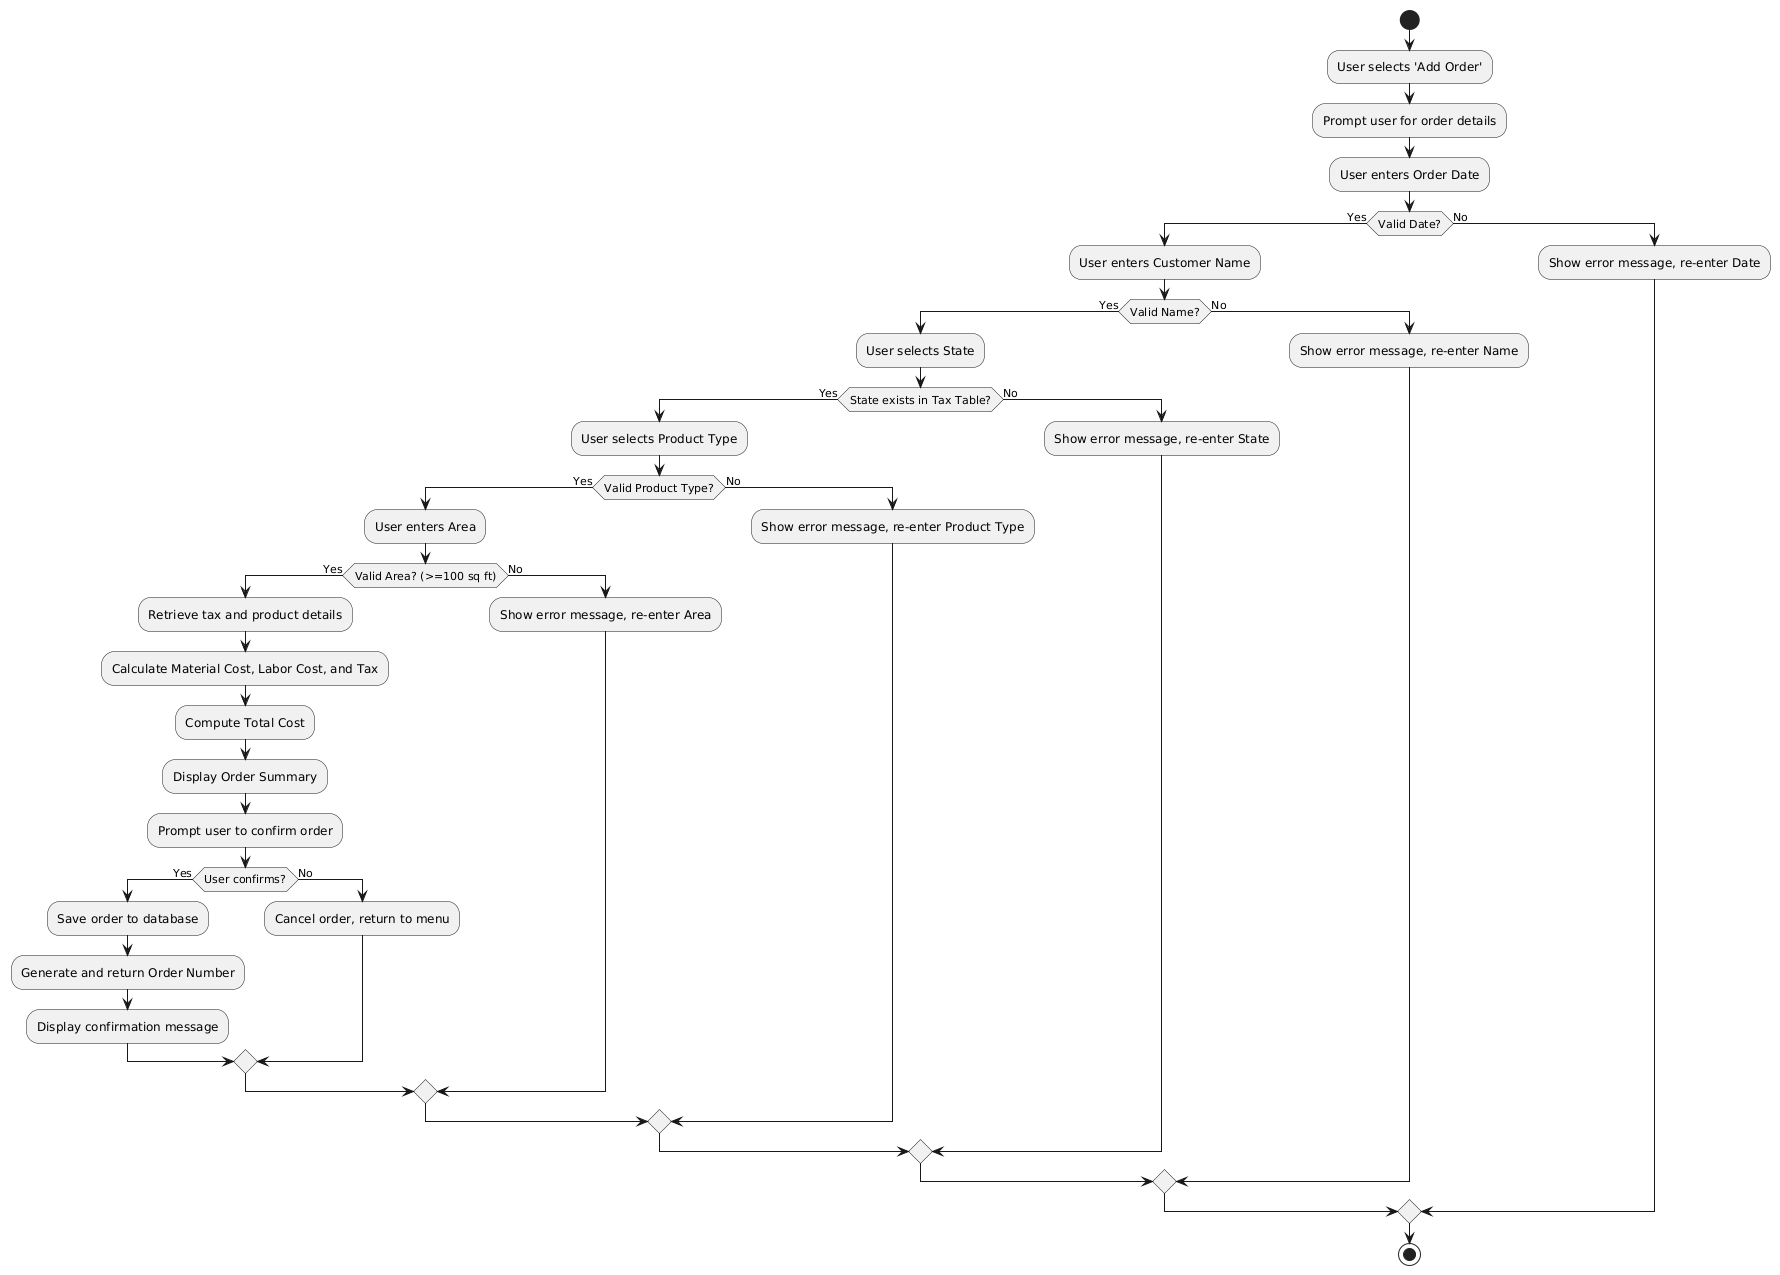 User selects 'Add Order'
Prompt user for order details
User enters Order Date
Yes
Valid Date?
No
User enters Customer Name
Show error message, re-enter Date
Yes
Valid Name?
No
User selects State
Show error message, re-enter Name
Yes
State exists in Tax Table?
No
User selects Product Type
Show error message, re-enter State
Yes
Valid Product Type?
No
User enters Area
Show error message, re-enter Product Type
Yes
Valid Area? (>=100 sq ft)
No
Retrieve tax and product details
Show error message, re-enter Area
Calculate Material Cost, Labor Cost, and Tax
Compute Total Cost
Display Order Summary
Prompt user to confirm order
Yes
User confirms?
No
Save order to database
Cancel order, return to menu
Generate and return Order Number
Display confirmation message